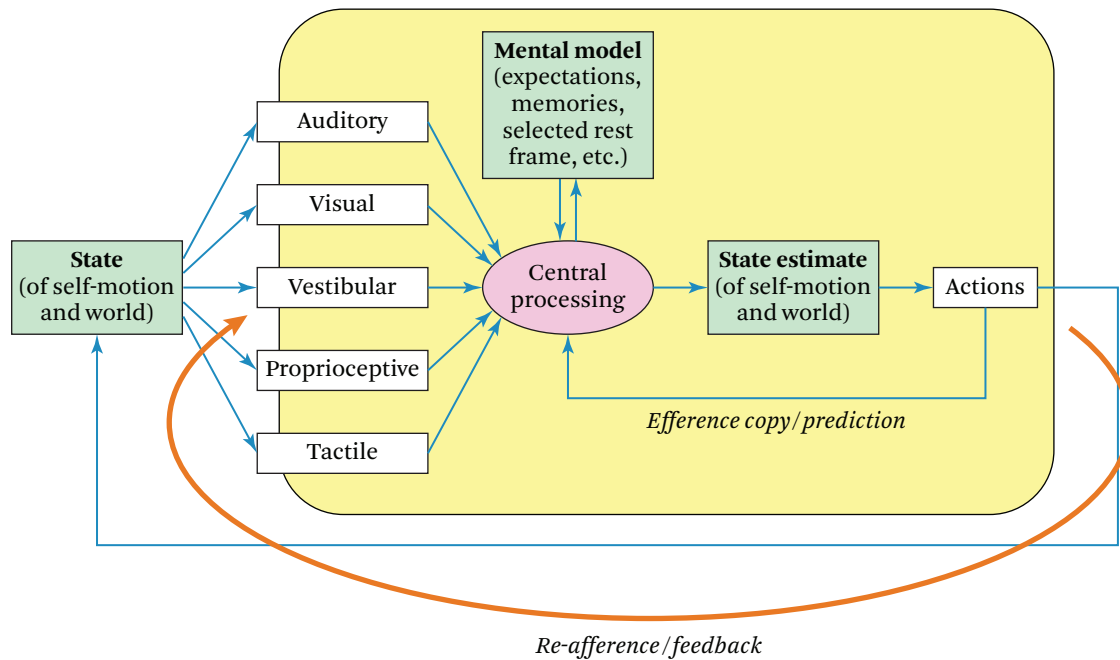 Mental model
(expectations,
memories,
selected rest
frame, etc.)
Auditory
Visual
State
(of self-motion
and world)
Vestibular
Central
processing
State estimate
(of self-motion
and world)
Actions
Proprioceptive
Efference copy/prediction
Tactile
Re-afference/feedback